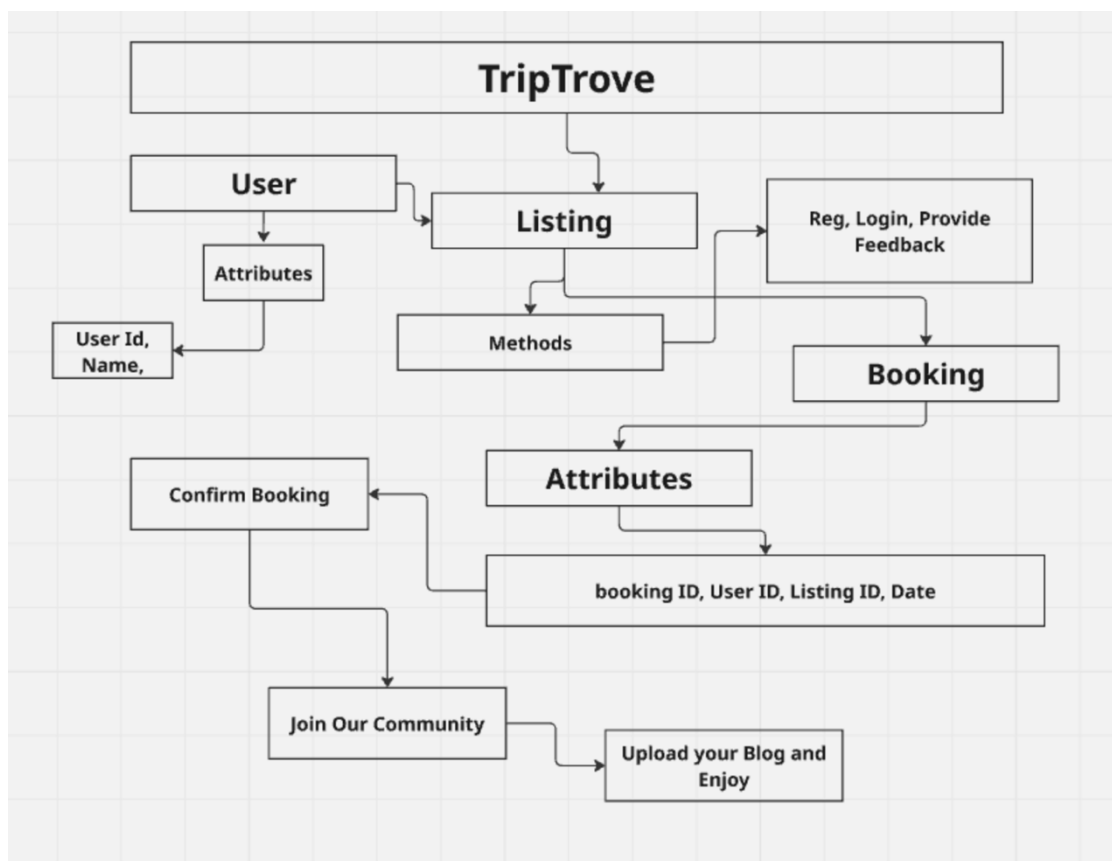 TripTrove
User
Listing
Reg, Login, Provide
Feedback
Attributes
User Id,
Name,
Methods
Booking
Attributes
Confirm Booking
booking ID, User ID, Listing ID, Date
Join Our Community
Upload your Blog and
Enjoy